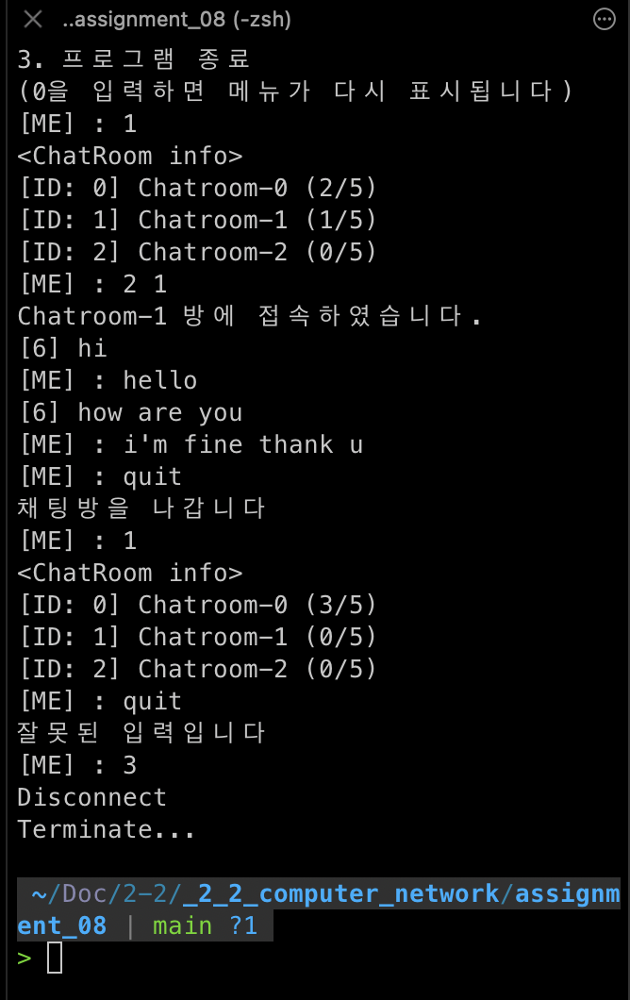 ..assignment_08 (-zsh)
3. 프로그램 종료
(0을 입력하면 메뉴가 다시 표시됩니다)
[ME] : 1
<ChatRoom info>
[ID: 0] Chatroom-0 (2/5)
[ID: 1] Chatroom-1 (1/5)
[ID: 2] Chatroom-2 (0/5)
[ME] : 2 1
Chatroom-1 방에 접속하였습니다.
[6] hi
[ME] : hello
[6] how are you
[ME] : i'm fine thank u
[ME] : quit
채팅방을 나갑니다
[ME] : 1
<ChatRoom info>
[ID: 0] Chatroom-0 (3/5)
[ID: 1] Chatroom-1 (0/5)
[ID: 2] Chatroom-2 (0/5)
[ME] : quit
잘못된 입력입니다
[ME] : 3
Disconnect
Terminate...
~/Doc/2-2/_2_2_computer_network/assignm
ent_08 | main ?1
>